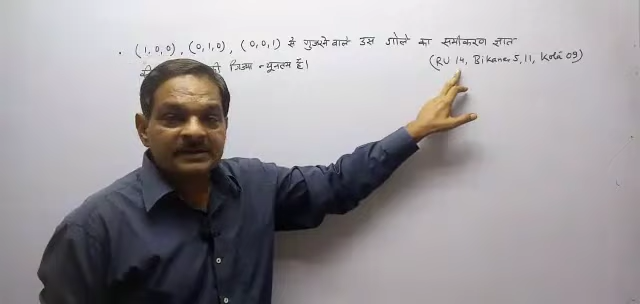 . (1,0,0), (0,1,0), (0,0,1) से गुजरने वाले उस गोले का समीकरण ज्ञात
की त्रिज्या न्यूनतम है।
(RU 14, Bikaner 5, 11, Kota 09)